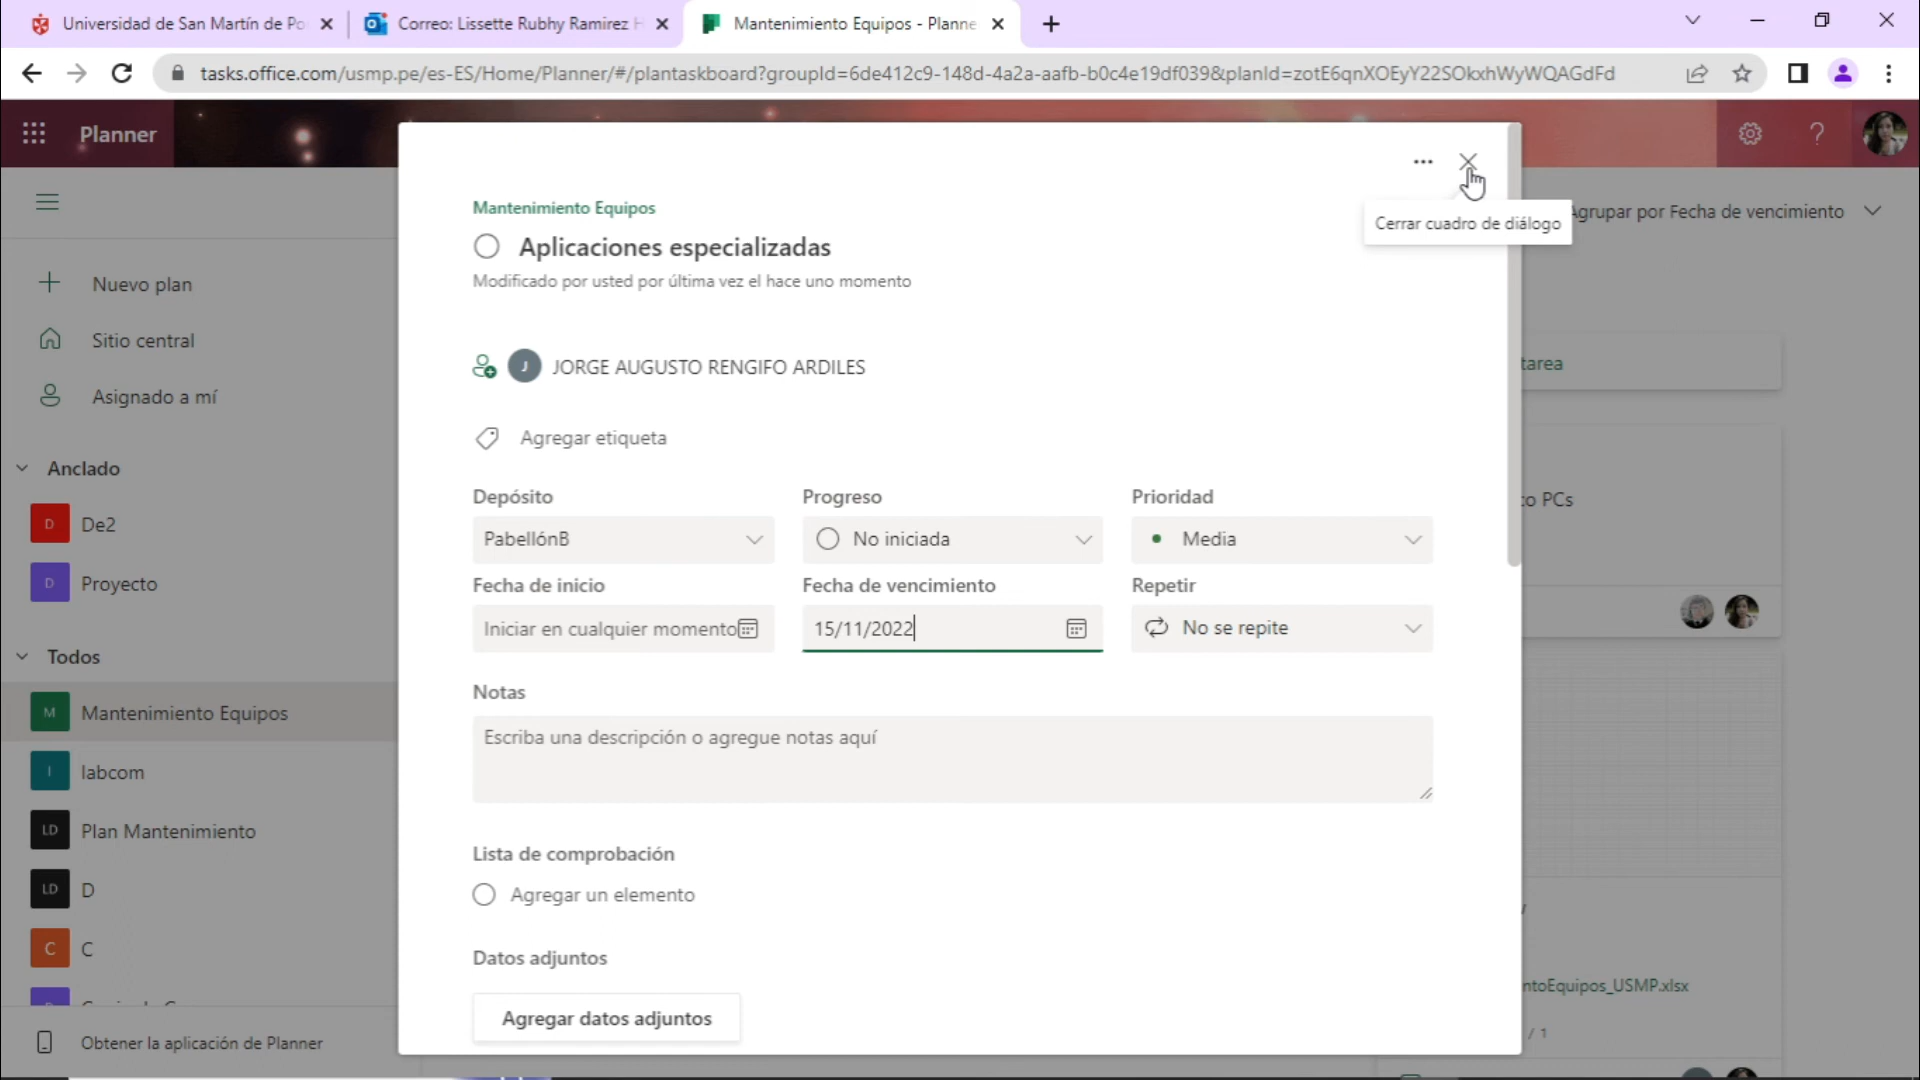 Universidad de San Martín de Po
Correo: Lissette Rubhy Ramirez H
Mantenimiento Equipos - Planne
tasks.office.com/usmp.pe/es-ES/Home/Planner/#/plantaskboard?groupId=6de412c9-148d-4a2a-aafb-b0c4e19df039&planId=zotE6qnXOEyY22SOkxhWyWQAGdFd
Planner
?
Cerrar cuadro de diálogo
Agrupar por Fecha de vencimiento
Mantenimiento Equipos
Aplicaciones especializadas
Modificado por usted por última vez el hace uno momento
J
JORGE AUGUSTO RENGIFO ARDILES
Agregar etiqueta
Depósito
Progreso
Prioridad
PabellónB
No iniciada
Media
Fecha de inicio
Fecha de vencimiento
Repetir
Iniciar en cualquier momento
15/11/2022
No se repite
Notas
Escriba una descripción o agregue notas aquí
Lista de comprobación
Agregar un elemento
Datos adjuntos
Agregar datos adjuntos
Nuevo plan
Sitio central
Asignado a mí
Anclado
D
De2
D
Proyecto
Todos
M
Mantenimiento Equipos
I
labcom
LD
Plan Mantenimiento
LD
D
C
C
Obtener la aplicación de Planner
tarea
o PCs
ntoEquipos_USMP.xlsx
/ 1